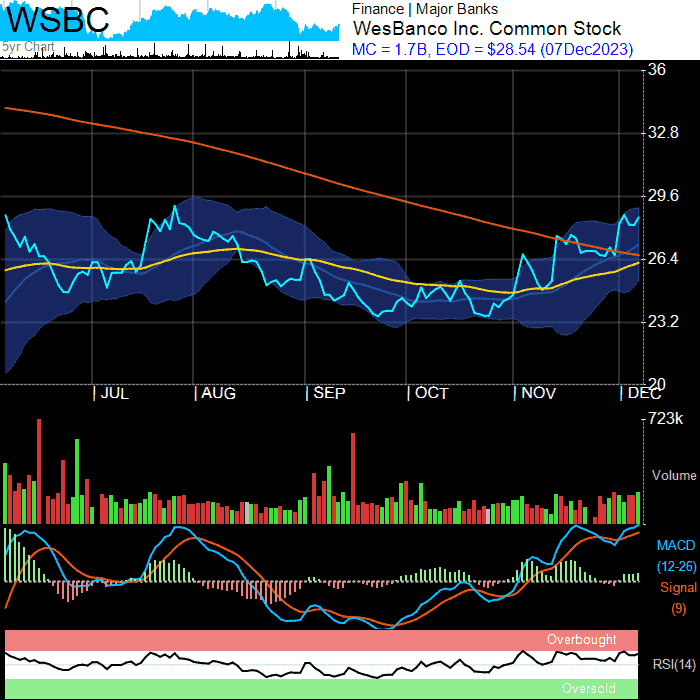 WSBC
5yr Chart
Finance | Major Banks
WesBanco Inc. Common Stock
MC = 1.7B, EOD = $28.54 (07Dec2023)
36
32.8
29.6
26.4
23.2
20
JUL AUG SEP OCT NOV DEC
723k
Volume
MACD
(12-26)
Signal
(9)
Overbought
RSI(14)
Oversold